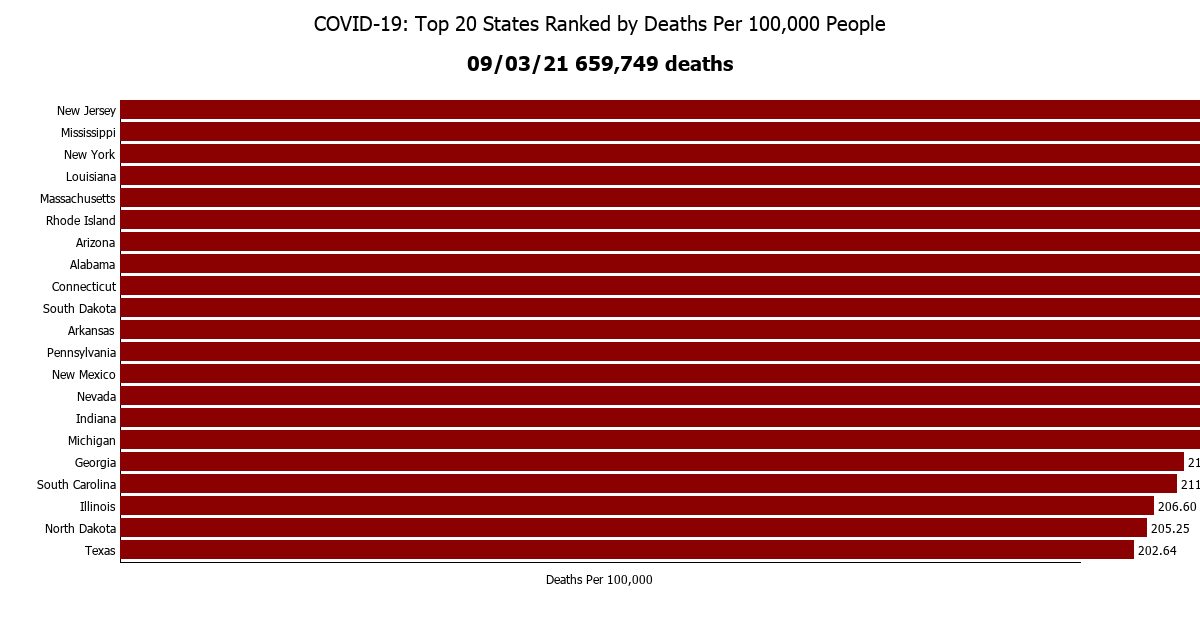 COVID-19: Top 20 States Ranked by Deaths Per 100,000 People
09/03/21 659,749 deaths
New Jersey
Mississippi
New York
Louisiana
Massachusetts
Rhode Island
Arizona
Alabama
Connecticut
South Dakota
Arkansas
Pennsylvania
New Mexico
Nevada
Indiana
Michigan
Georgia 21
South Carolina 211
Illinois 206.60
North Dakota 205.25
Texas 202.64
Deaths Per 100,000